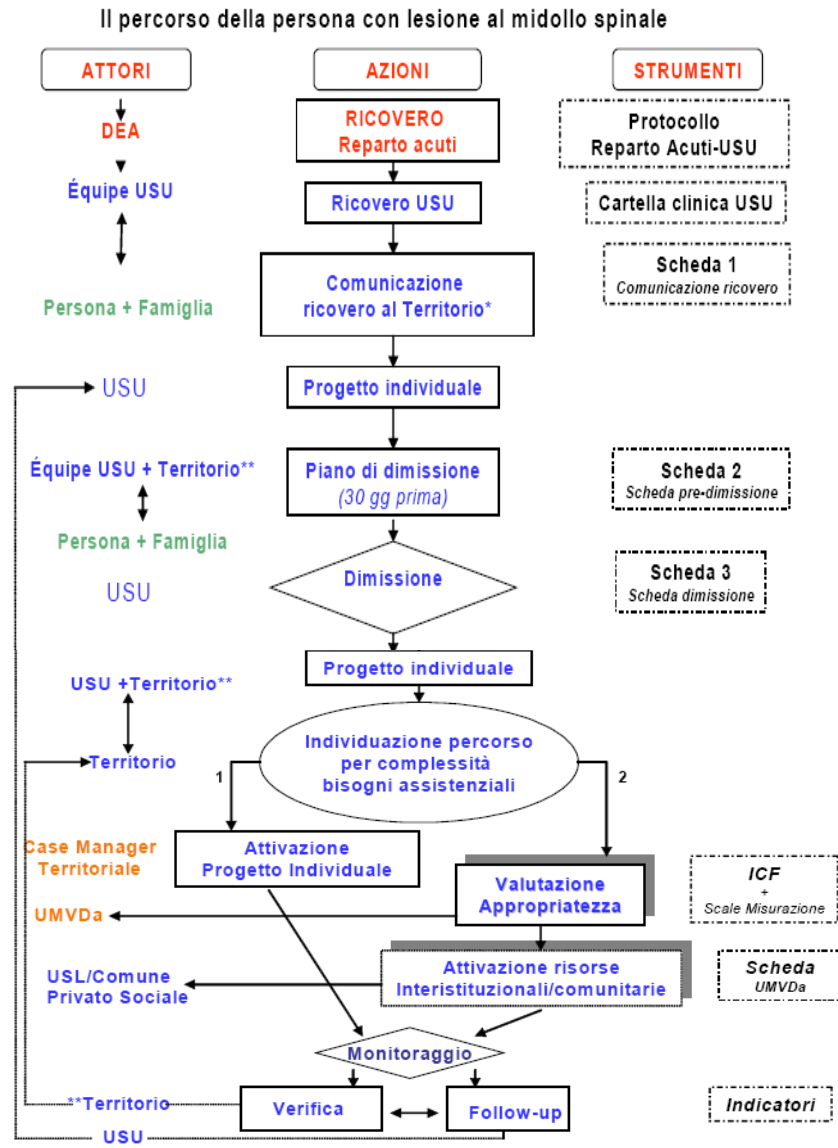 Il percorso della persona con lesione al midollo spinale
ATTORI
AZIONI
STRUMENTI
DEA
RICOVERO
Reparto acuti
Protocollo
Reparto Acuti-USU
Équipe USU
Ricovero USU
Cartella clinica USU
Persona + Famiglia
Comunicazione
ricovero al Territorio*
Scheda 1
Comunicazione ricovero
USU
Progetto individuale
Équipe USU + Territorio**
Piano di dimissione
(30 gg prima)
Scheda 2
Scheda pre-dimissione
Persona + Famiglia
USU
Dimissione
Scheda 3
Scheda dimissione
Progetto individuale
USU +Territorio**
Territorio
Individuazione percorso
per complessità
bisogni assistenziali
1
2
Case Manager
Territoriale
Attivazione
Progetto Individuale
UMVDa
Valutazione
Appropriatezza
ICF
+
Scale Misurazione
USL/Comune
Privato Sociale
Attivazione risorse
Interistituzionali/comunitarie
Scheda
UMVDa
Monitoraggio
**Territorio
Verifica
Follow-up
Indicatori
USU